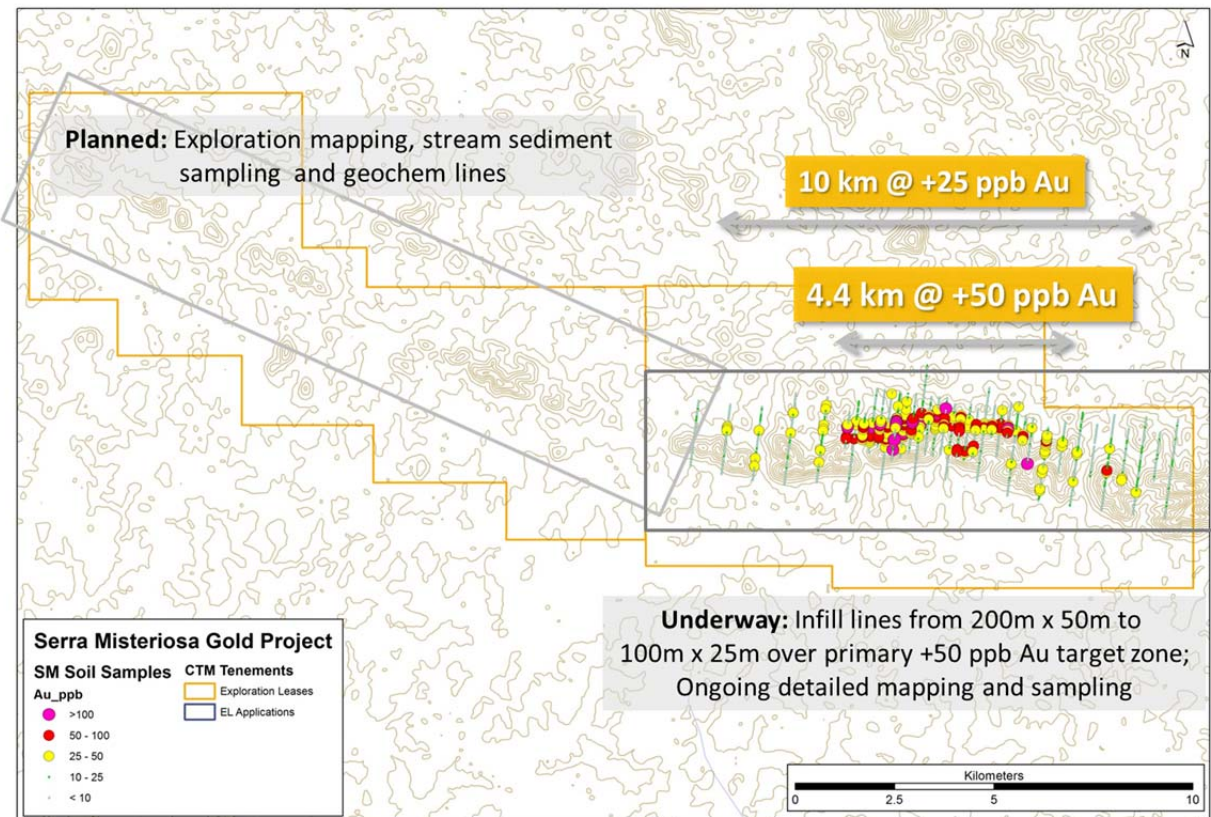 N
Planned: Exploration mapping, stream sediment
sampling and geochem lines
10 km @ +25 ppb Au
4.4 km @ +50 ppb Au
Underway: Infill lines from 200m x 50m to
100m x 25m over primary +50 ppb Au target zone;
Ongoing detailed mapping and sampling
Serra Misteriosa Gold Project
SM Soil Samples
Au_ppb
>100
50 - 100
25 - 50
10 - 25
< 10
CTM Tenements
Exploration Leases
EL Applications
Kilometers
0 2.5 5 10